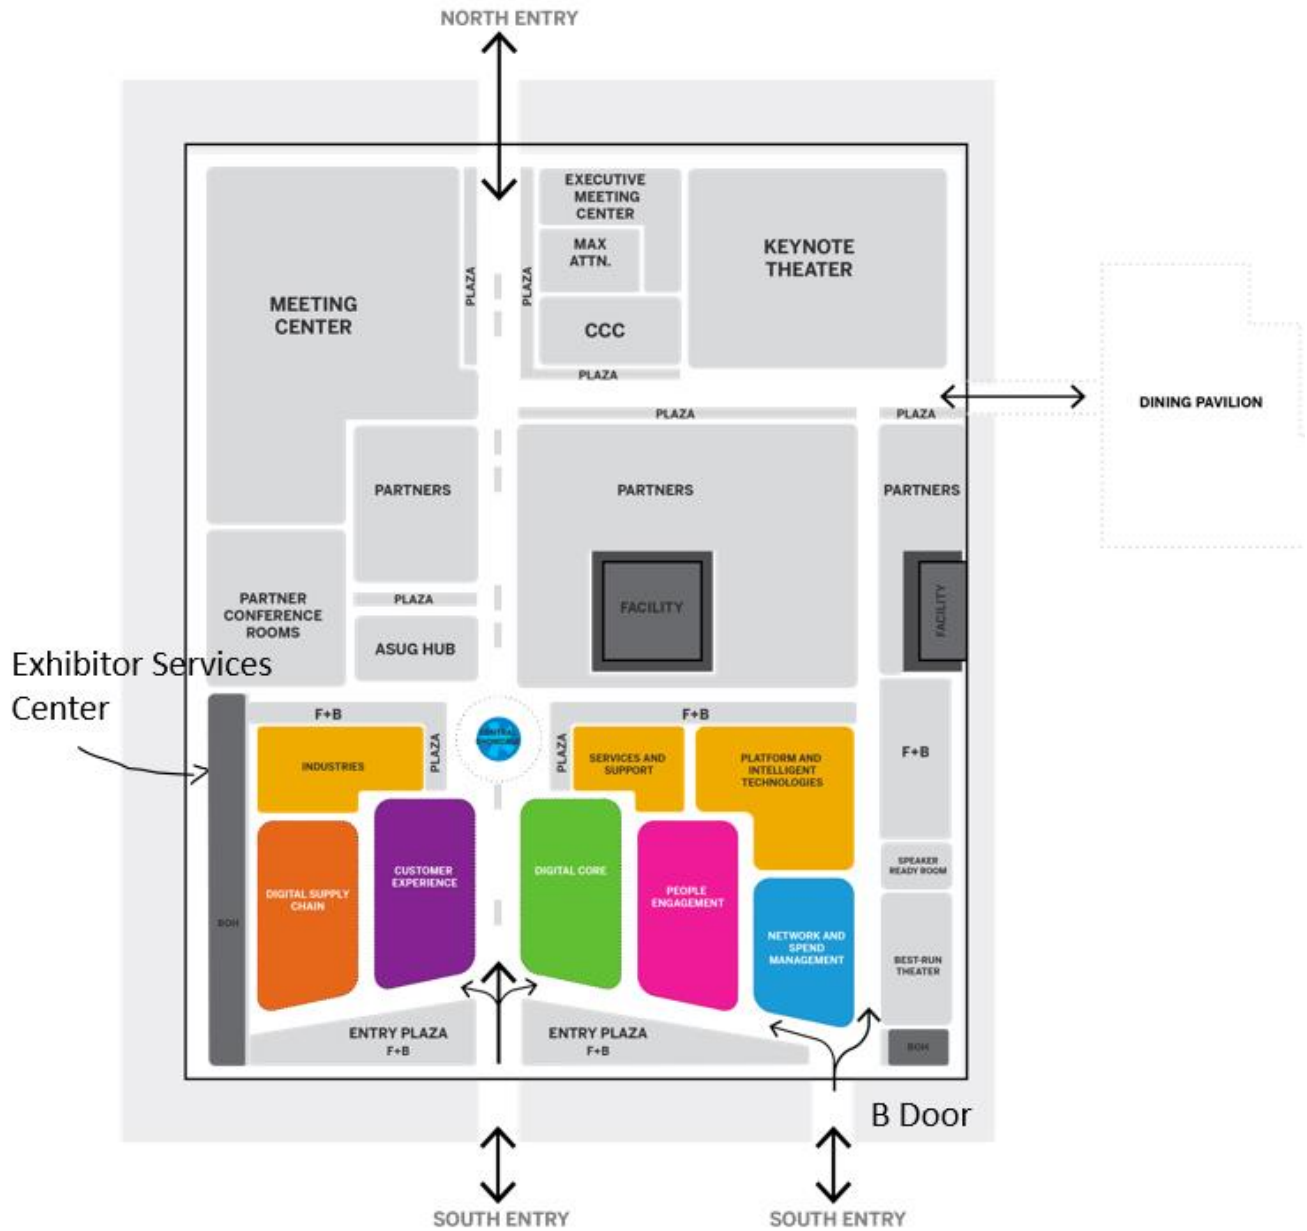 NORTH ENTRY
EXECUTIVE
MEETING
CENTER
MAX
ATTN.
KEYNOTE
THEATER
PLAZA
PLAZA
MEETING
CENTER
CCC
PLAZA
PLAZA
PLAZA
DINING PAVILION
PARTNERS
PARTNERS
PARTNERS
PARTNER
CONFERENCE
ROOMS
PLAZA
FACILITY
FACILITY
ASUG HUB
Exhibitor Services
Center
F+B
F+B
PLAZA
CENTRAL
SHOWCASE
PLAZA
INDUSTRIES
SERVICES AND
SUPPORT
PLATFORM AND
INTELLIGENT
TECHNOLOGIES
F+B
DIGITAL SUPPLY
CHAIN
CUSTOMER
EXPERIENCE
DIGITAL CORE
PEOPLE
ENGAGEMENT
SPEAKER
READY ROOM
BOH
NETWORK AND
SPEND
MANAGEMENT
BEST-RUN
THEATER
ENTRY PLAZA
F+B
ENTRY PLAZA
F+B
BOH
B Door
SOUTH ENTRY
SOUTH ENTRY